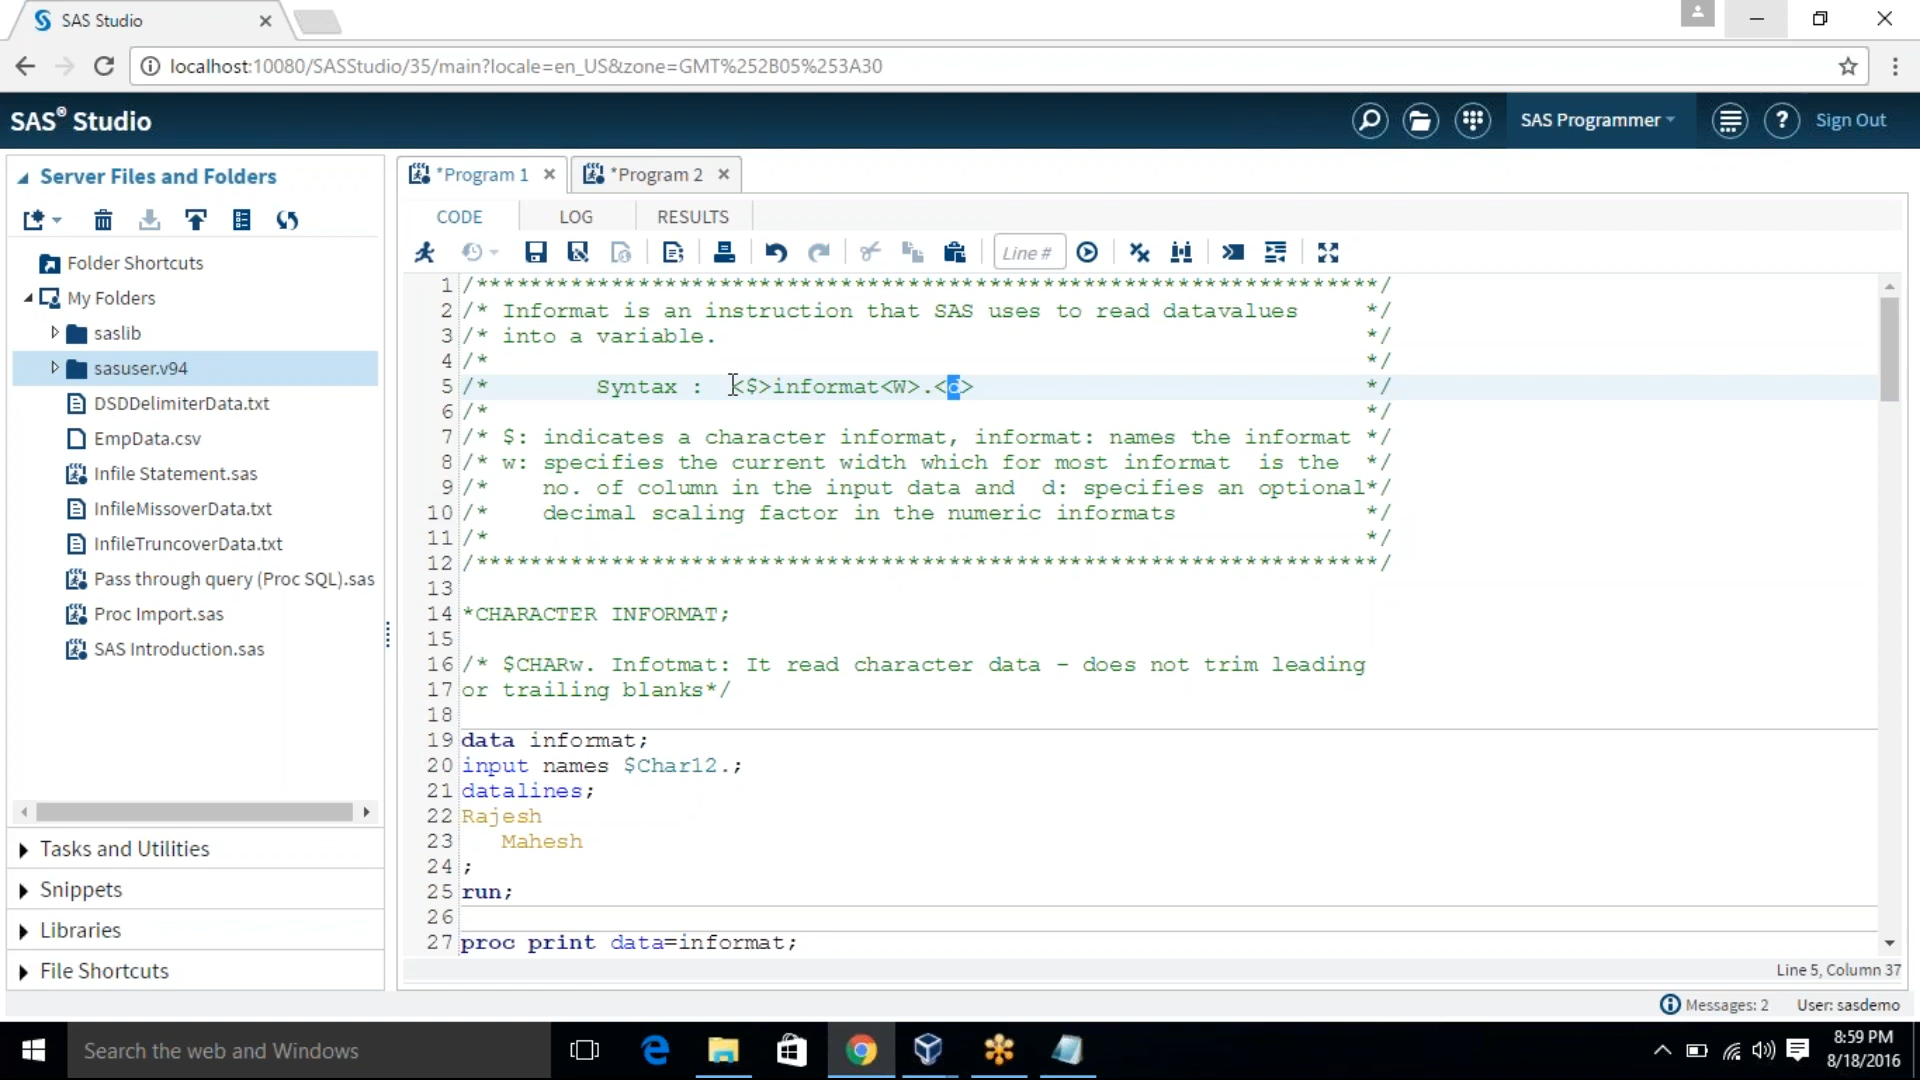 SAS Studio
localhost:10080/SASStudio/35/main?locale=en_US&zone=GMT%252B05%253A30
SAS® Studio
SAS Programmer
?
Sign Out
Server Files and Folders
Folder Shortcuts
My Folders
saslib
sasuser.v94
DSDDelimiterData.txt
EmpData.csv
Infile Statement.sas
InfileMissoverData.txt
InfileTruncoverData.txt
Pass through query (Proc SQL).sas
Proc Import.sas
SAS Introduction.sas
Tasks and Utilities
Snippets
Libraries
File Shortcuts
*Program 1
*Program 2
CODE LOG RESULTS
Line #
1 /*******************************************************************/
2 /* Informat is an instruction that SAS uses to read datavalues */
3 /* into a variable. */
4 /* */
5 /* Syntax : <$>informat<W>.<d> */
6 /* */
7 /* $: indicates a character informat, informat: names the informat */
8 /* w: specifies the current width which for most informat is the */
9 /* no. of column in the input data and d: specifies an optional*/
10 /* decimal scaling factor in the numeric informats */
11 /* */
12 /*******************************************************************/
13
14 *CHARACTER INFORMAT;
15
16 /* $CHARw. Infotmat: It read character data - does not trim leading
17 or trailing blanks*/
18
19 data informat;
20 input names $Char12.;
21 datalines;
22 Rajesh
23 Mahesh
24 ;
25 run;
26
27 proc print data=informat;
Line 5, Column 37
Messages: 2 User: sasdemo
Search the web and Windows
8:59 PM
8/18/2016